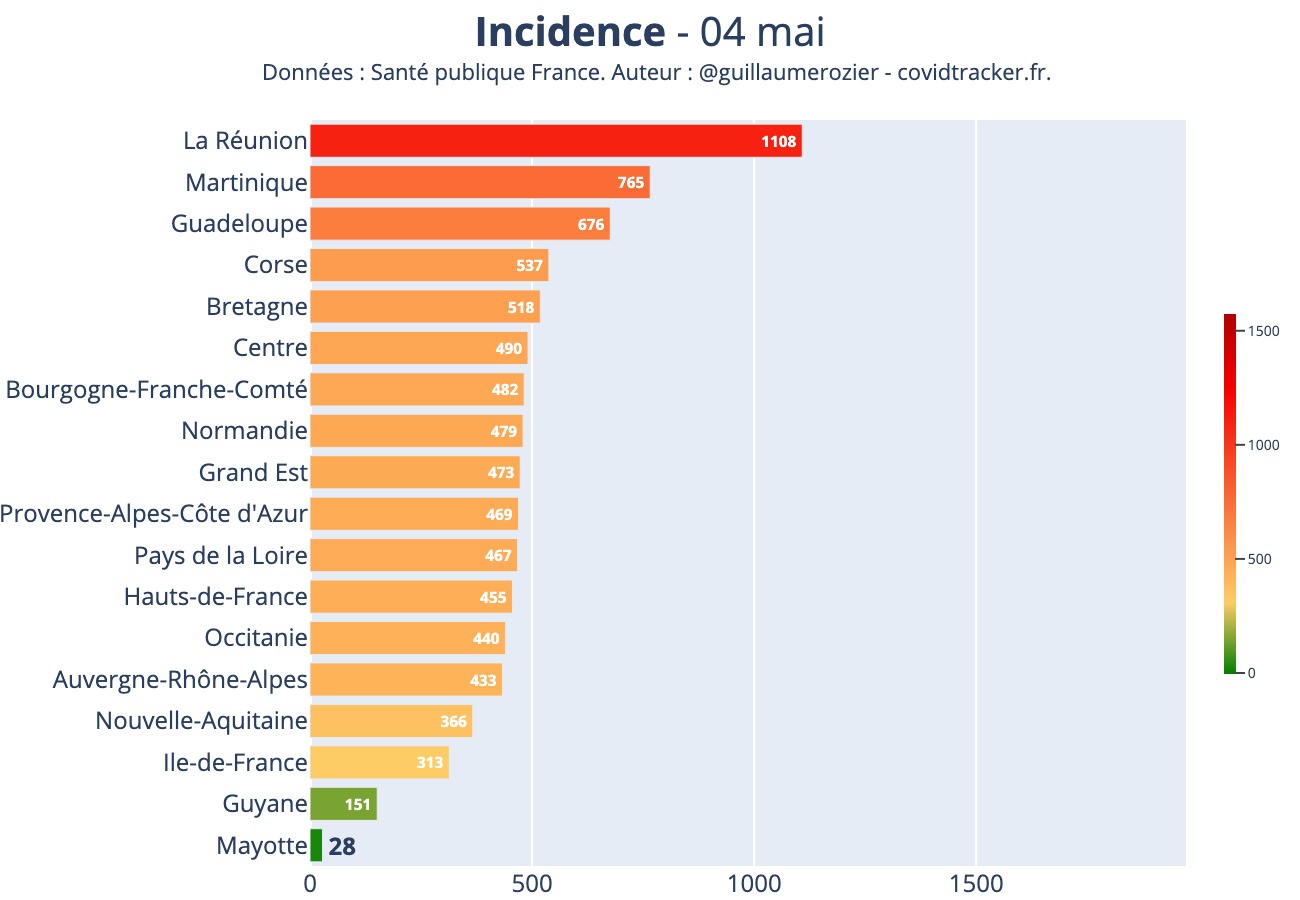 Incidence - 04 mai
Données : Santé publique France. Auteur : @guillaumerozier - covidtracker.fr.
La Réunion 1108
Martinique 765
Guadeloupe 676
Corse 537
Bretagne 518
Centre 490
Bourgogne-Franche-Comté 482
Normandie 479
Grand Est 473
Provence-Alpes-Côte d'Azur 469
Pays de la Loire 467
Hauts-de-France 455
Occitanie 440
Auvergne-Rhône-Alpes 433
Nouvelle-Aquitaine 366
Ile-de-France 313
Guyane 151
Mayotte 28
0 500 1000 1500
1500
1000
500
0